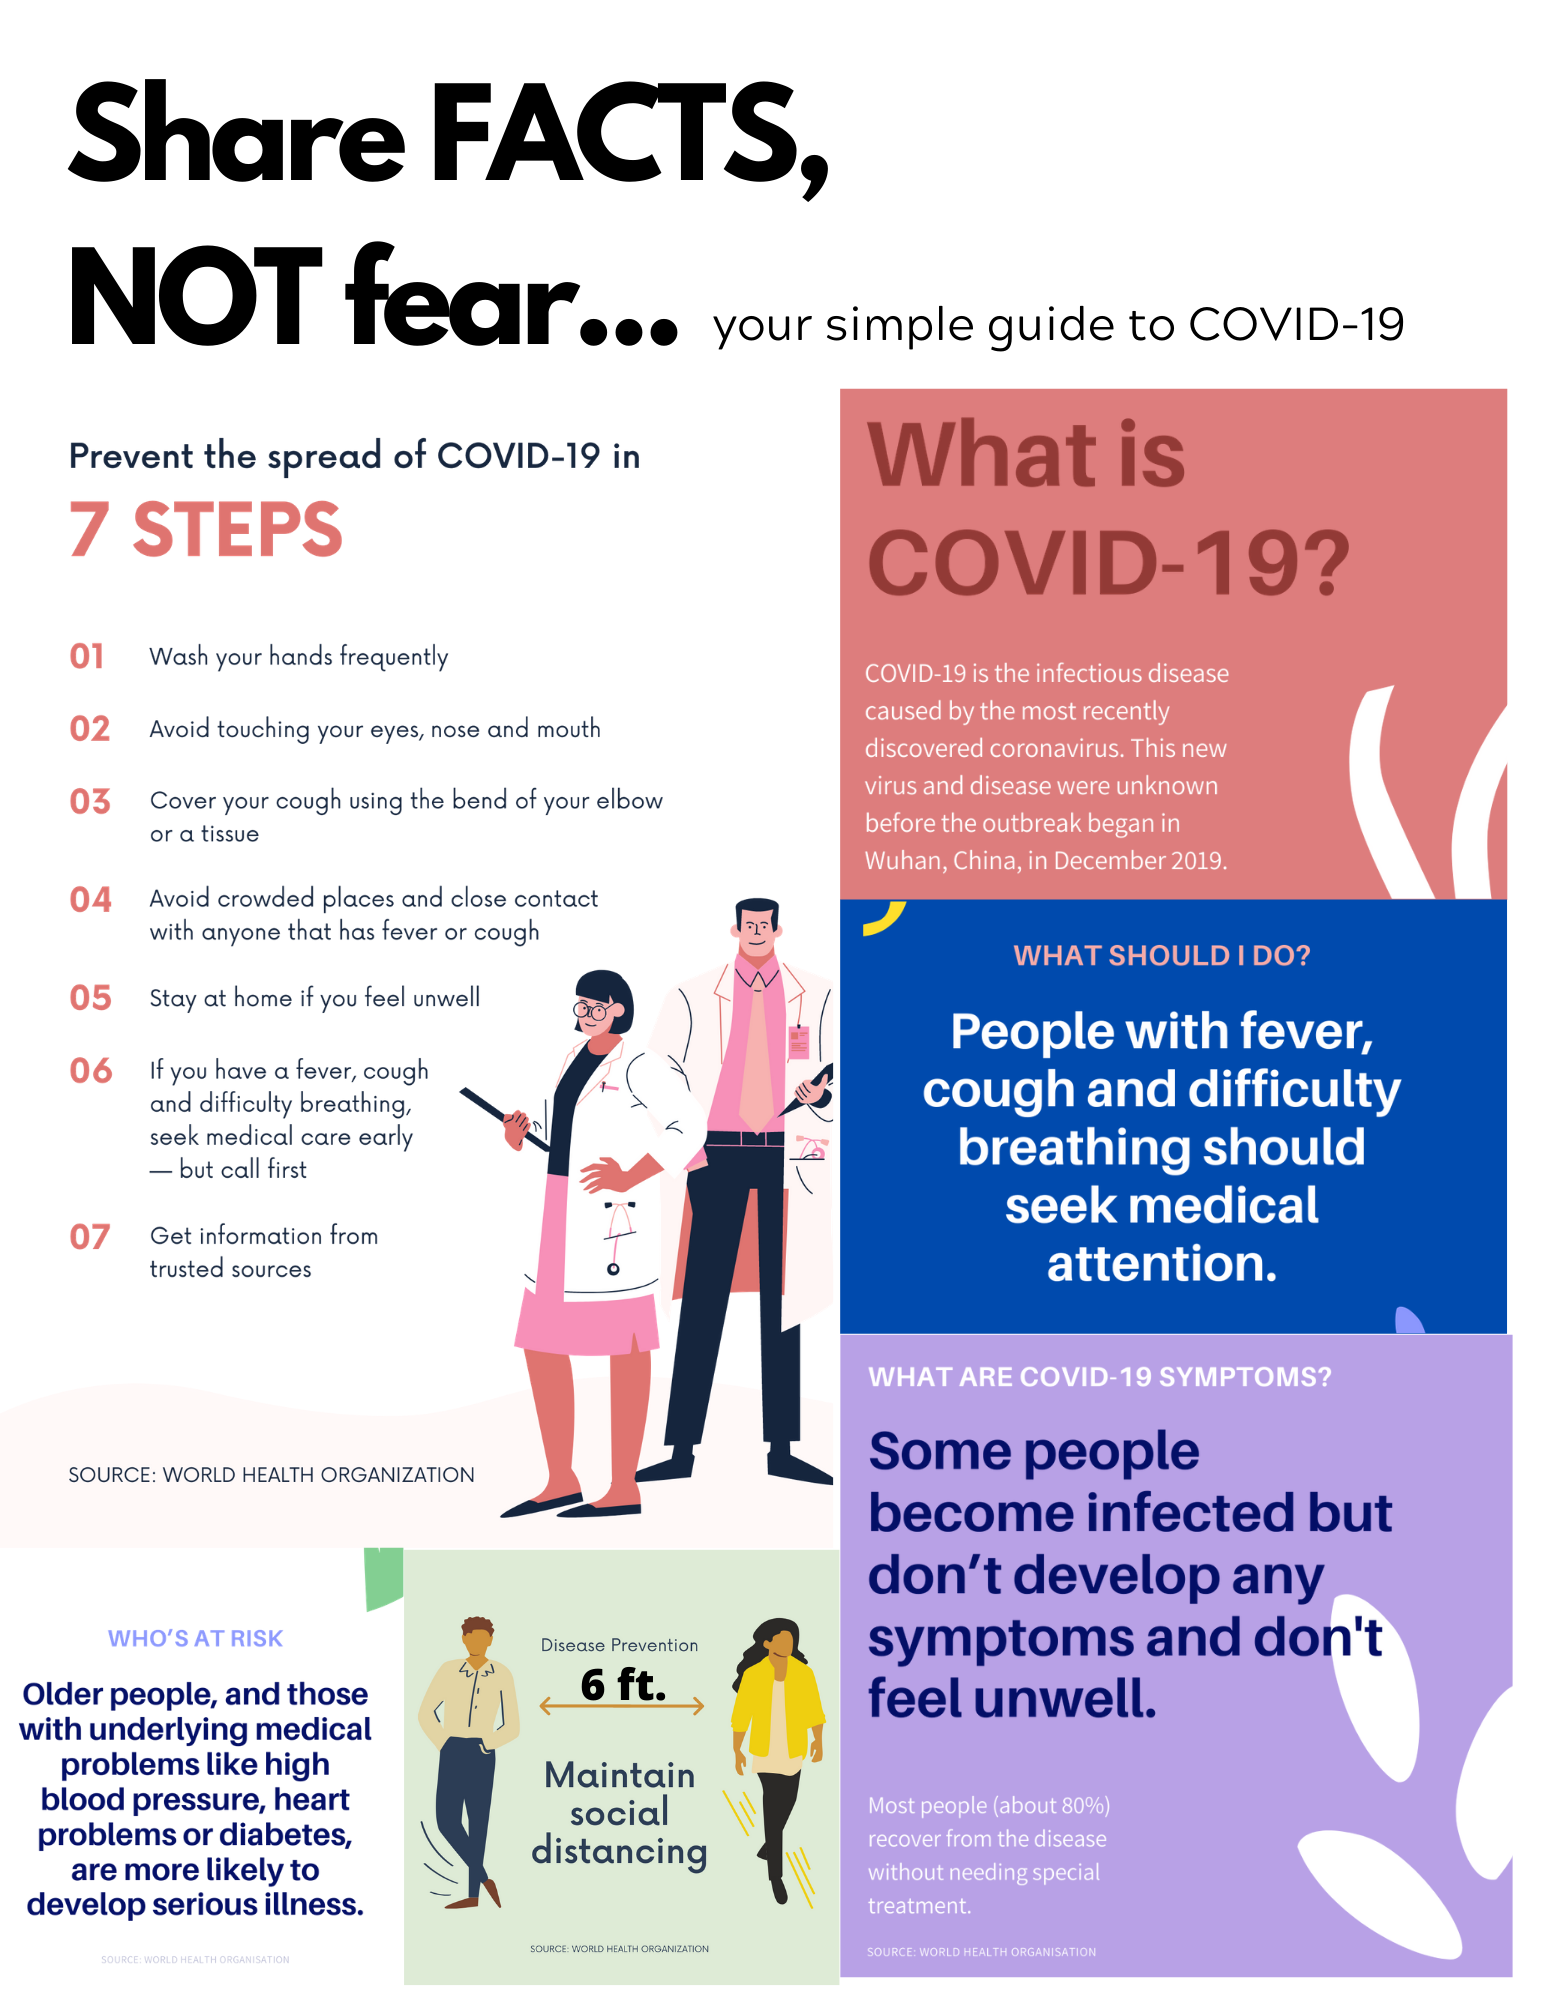 Share FACTS,
NOT fear... your simple guide to COVID-19
Prevent the spread of COVID-19 in
7 STEPS
01 Wash your hands frequently
02 Avoid touching your eyes, nose and mouth
03 Cover your cough using the bend of your elbow
or a tissue
04 Avoid crowded places and close contact
with anyone that has fever or cough
05 Stay at home if you feel unwell
06 If you have a fever, cough
and difficulty breathing,
seek medical care early
— but call first
07 Get information from
trusted sources
SOURCE: WORLD HEALTH ORGANIZATION
What is
COVID-19?
COVID-19 is the infectious disease
caused by the most recently
discovered coronavirus. This new
virus and disease were unknown
before the outbreak began in
Wuhan, China, in December 2019.
WHAT SHOULD I DO?
People with fever,
cough and difficulty
breathing should
seek medical
attention.
WHAT ARE COVID-19 SYMPTOMS?
Some people
become infected but
don’t develop any
symptoms and don't
feel unwell.
Most people (about 80%)
recover from the disease
without needing special
treatment.
SOURCE: WORLD HEALTH ORGANISATION
WHO’S AT RISK
Older people, and those
with underlying medical
problems like high
blood pressure, heart
problems or diabetes,
are more likely to
develop serious illness.
SOURCE: WORLD HEALTH ORGANISATION
Disease Prevention
6 ft.
Maintain
social
distancing
SOURCE: WORLD HEALTH ORGANIZATION